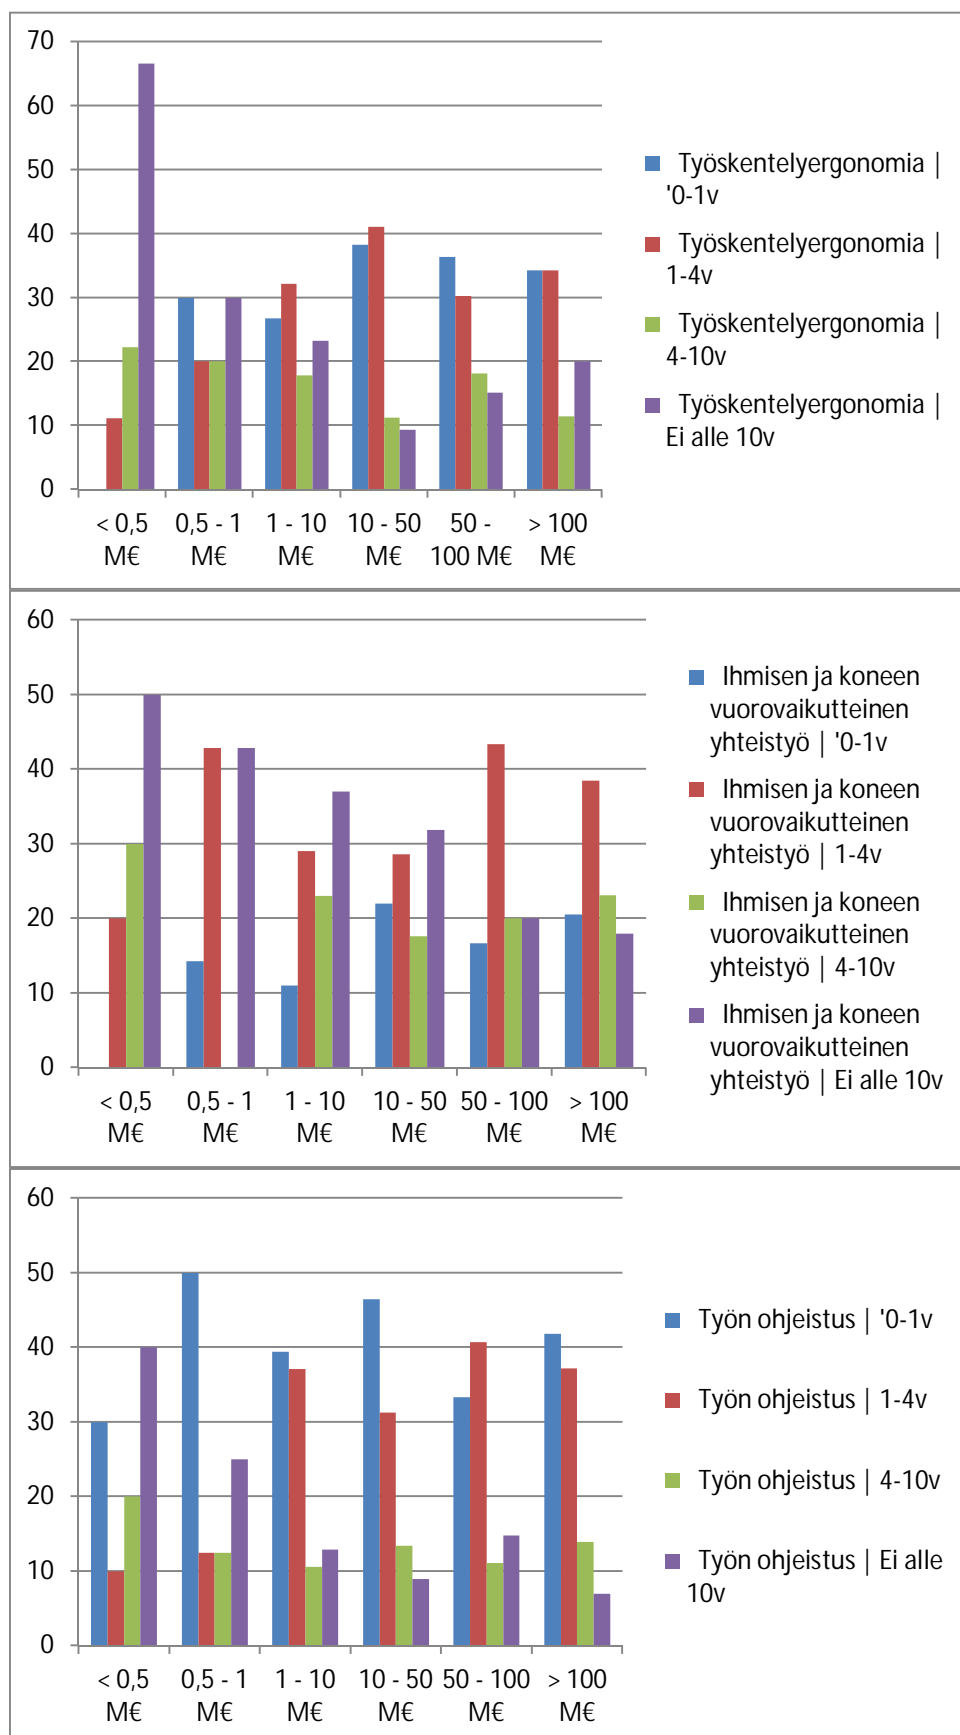 70
60
50
40
30
20
10
0
< 0,5 0,5 - 1 1 - 10 10 - 50 50 - > 100
M€ M€ M€ M€ 100 M€ M€
Työskentelyergonomia |
'0-1v
Työskentelyergonomia |
1-4v
Työskentelyergonomia |
4-10v
Työskentelyergonomia |
Ei alle 10v
60
50
40
30
20
10
0
< 0,5 0,5 - 1 1 - 10 10 - 50 50 - 100 > 100
M€ M€ M€ M€ M€ M€
Ihmisen ja koneen
vuorovaikutteinen
yhteistyö | '0-1v
Ihmisen ja koneen
vuorovaikutteinen
yhteistyö | 1-4v
Ihmisen ja koneen
vuorovaikutteinen
yhteistyö | 4-10v
Ihmisen ja koneen
vuorovaikutteinen
yhteistyö | Ei alle 10v
60
50
40
30
20
10
0
< 0,5 0,5 - 1 1 - 10 10 - 50 50 - 100 > 100
M€ M€ M€ M€ M€ M€
Työn ohjeistus | '0-1v
Työn ohjeistus | 1-4v
Työn ohjeistus | 4-10v
Työn ohjeistus | Ei alle
10v